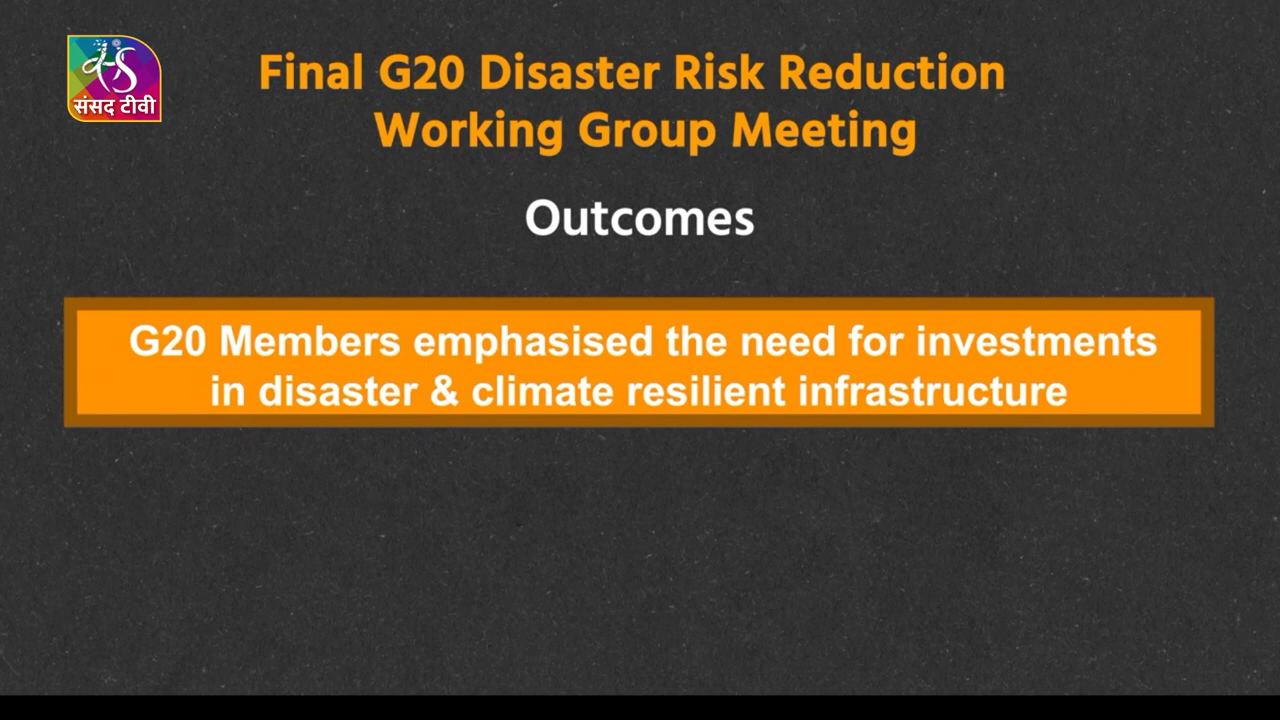 संसद टीवी
Final G20 Disaster Risk Reduction
Working Group Meeting
Outcomes
G20 Members emphasised the need for investments
in disaster & climate resilient infrastructure